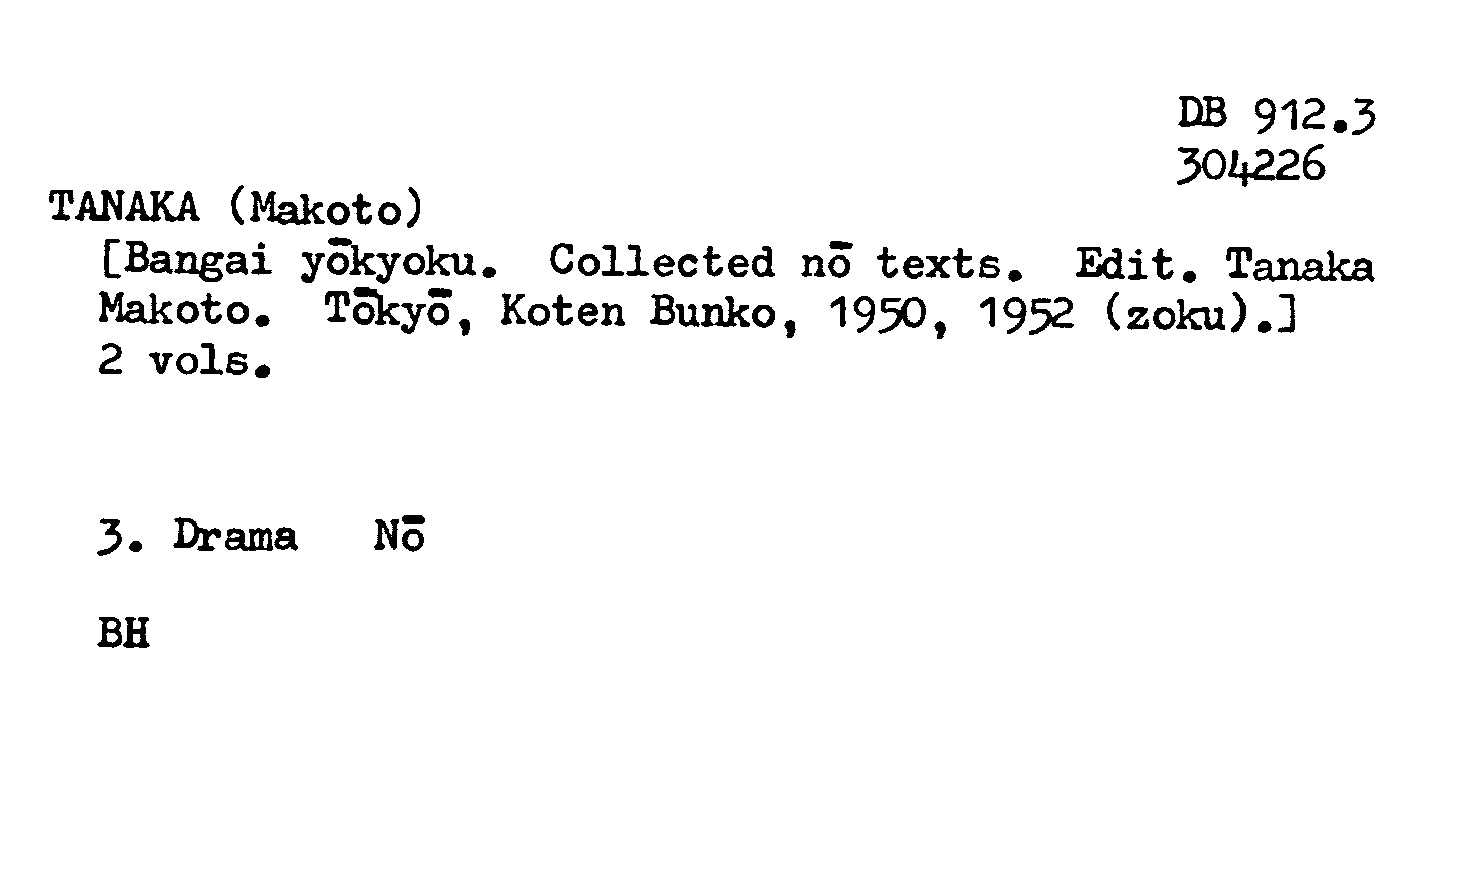 DB 912.3
304226
TANAKA (Makoto)
[Bangai yōkyoku. Collected nō texts. Edit. Tanaka
Makoto. Tōkyō, Koten Bunko, 1950, 1952 (zoku).]
2 vols.
3. Drama Nō
BH